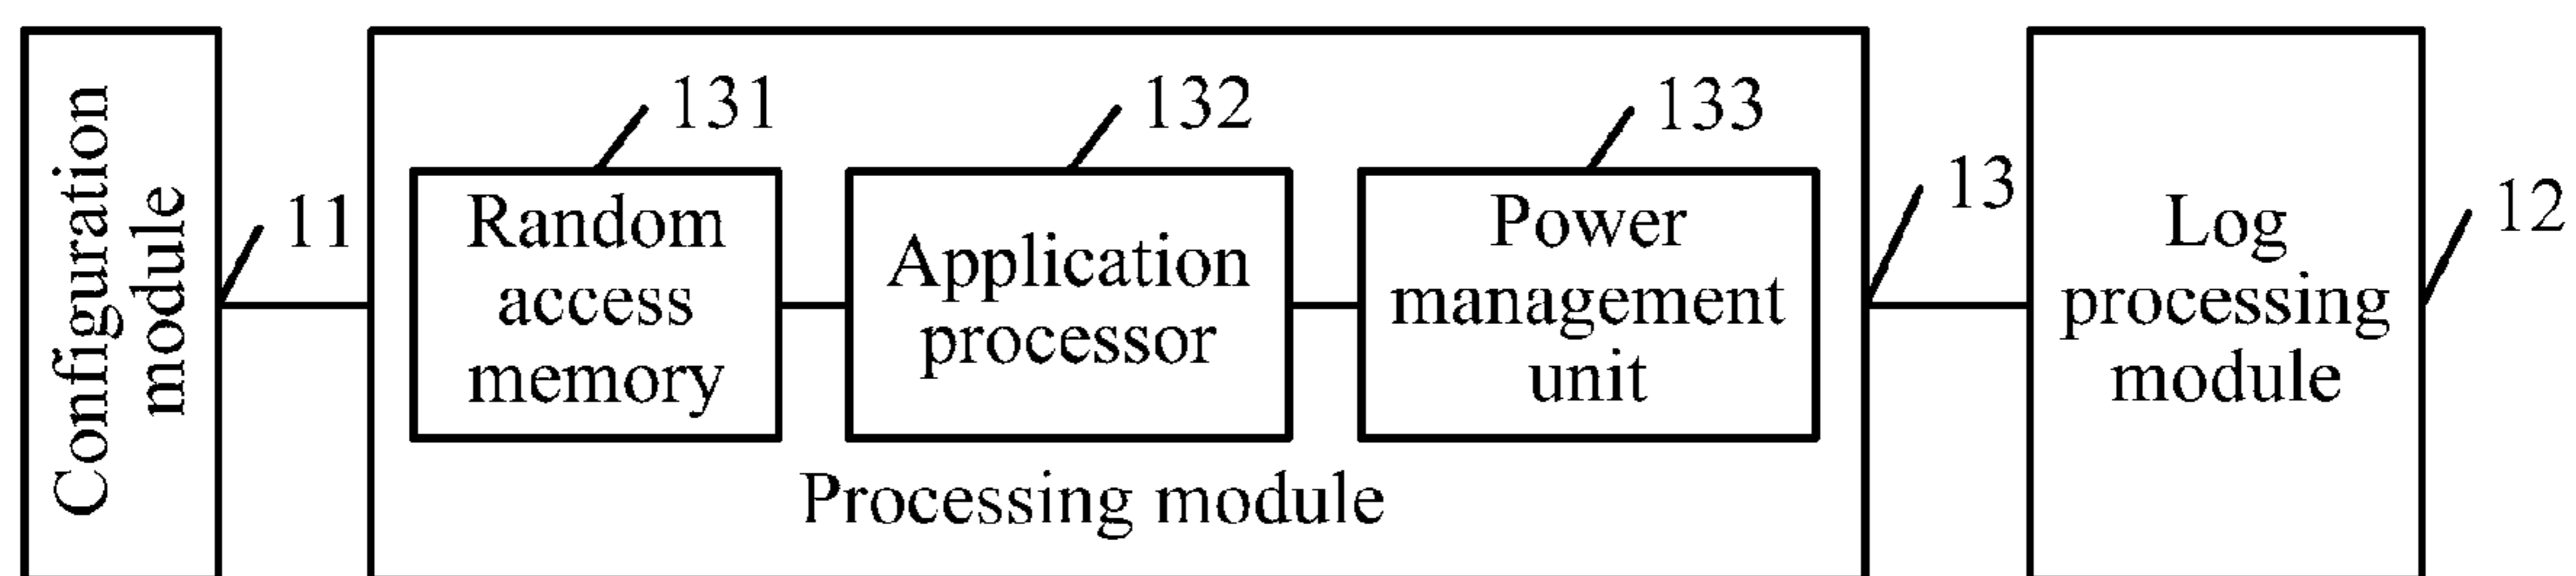 Configuration
module
11
131
Random
access
memory
132
Application
processor
133
Power
management
unit
Processing module
13
Log
processing
module
12